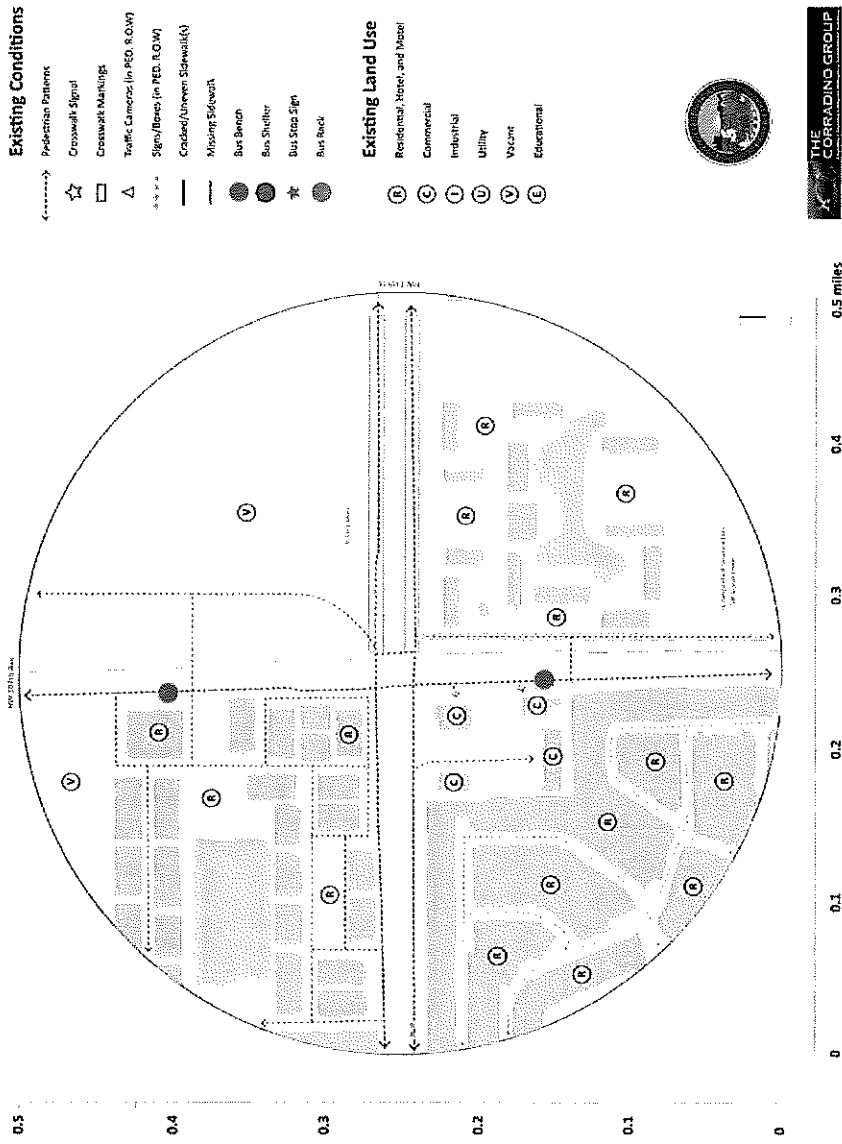 Existing Conditions
Pedestrian Patterns
Crosswalk Signal
Crosswalk Markings
Traffic Cameras (in PED. R.O.W)
Signs/Boxes (in PED. R.O.W)
Cracked/Uneven Sidewalk(s)
Missing Sidewalk
Bus Bench
Bus Shelter
Bus Stop Sign
Bus Rack
Existing Land Use
R Residential, Hotel, and Motel
C Commercial
I Industrial
U Utility
V Vacant
E Educational
THE
CORRADINO GROUP
0.5
0.4
0.3
0.2
0.1
0
V
R
R
R
R
V
C
C
C
C
R
R
R
R
R
R
R
R
R
R
R
R
0
0.1
0.2
0.3
0.4
0.5 miles